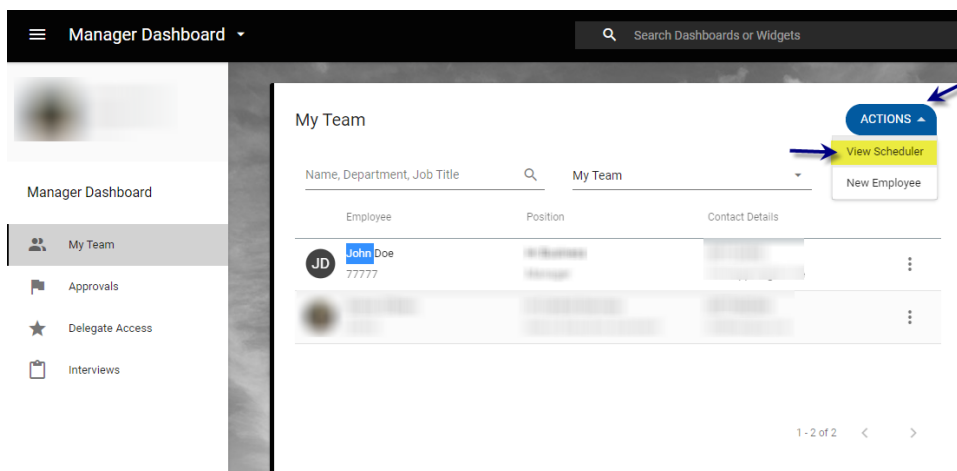 Manager Dashboard
Search Dashboards or Widgets
My Team
ACTIONS
View Scheduler
New Employee
Name, Department, Job Title
My Team
Manager Dashboard
My Team
Approvals
Delegate Access
Interviews
Employee
Position
Contact Details
JD
John Doe
77777
Manager
1 - 2 of 2